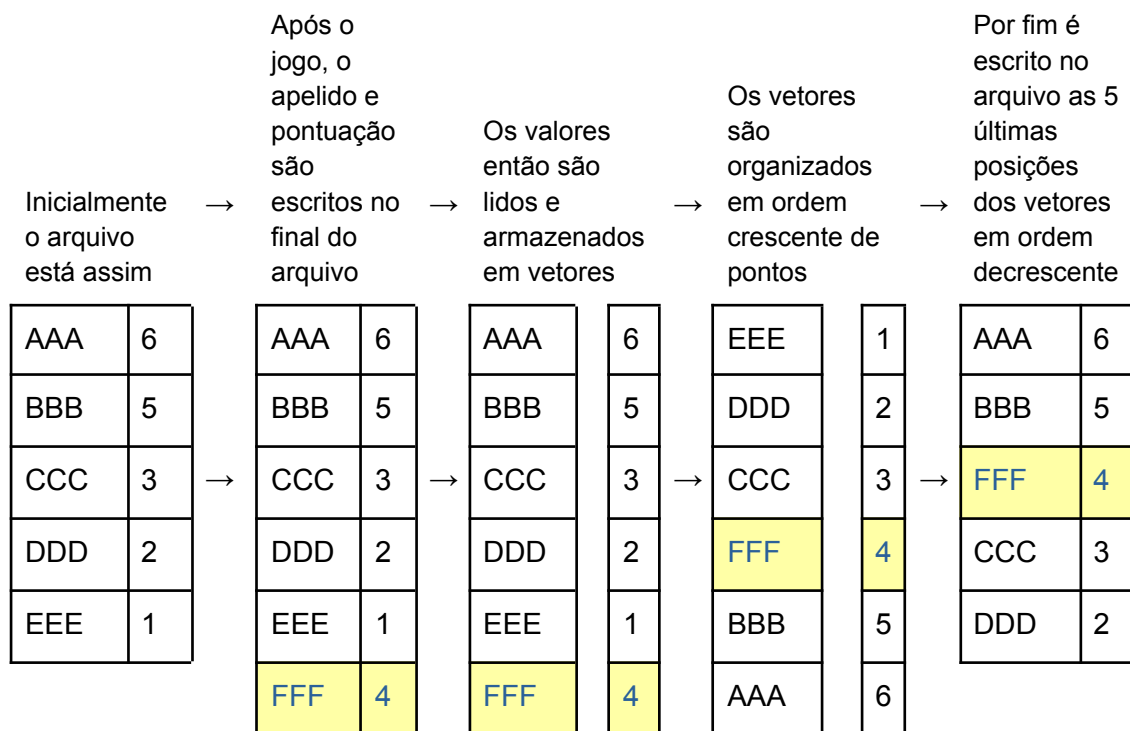 Inicialmente
o arquivo
está assim
→
Após o
jogo, o
apelido e
pontuação
são
escritos no
final do
arquivo
→
Os valores
então são
lidos e
armazenados
em vetores
→
Os vetores
são
organizados
em ordem
crescente de
pontos
→
Por fim é
escrito no
arquivo as 5
últimas
posições
dos vetores
em ordem
decrescente
AAA 6
BBB 5
CCC 3
DDD 2
EEE 1
→
AAA 6
BBB 5
CCC 3
DDD 2
EEE 1
FFF 4
→
AAA 6
BBB 5
CCC 3
DDD 2
EEE 1
FFF 4
→
EEE 1
DDD 2
CCC 3
FFF 4
BBB 5
AAA 6
→
AAA 6
BBB 5
FFF 4
CCC 3
DDD 2